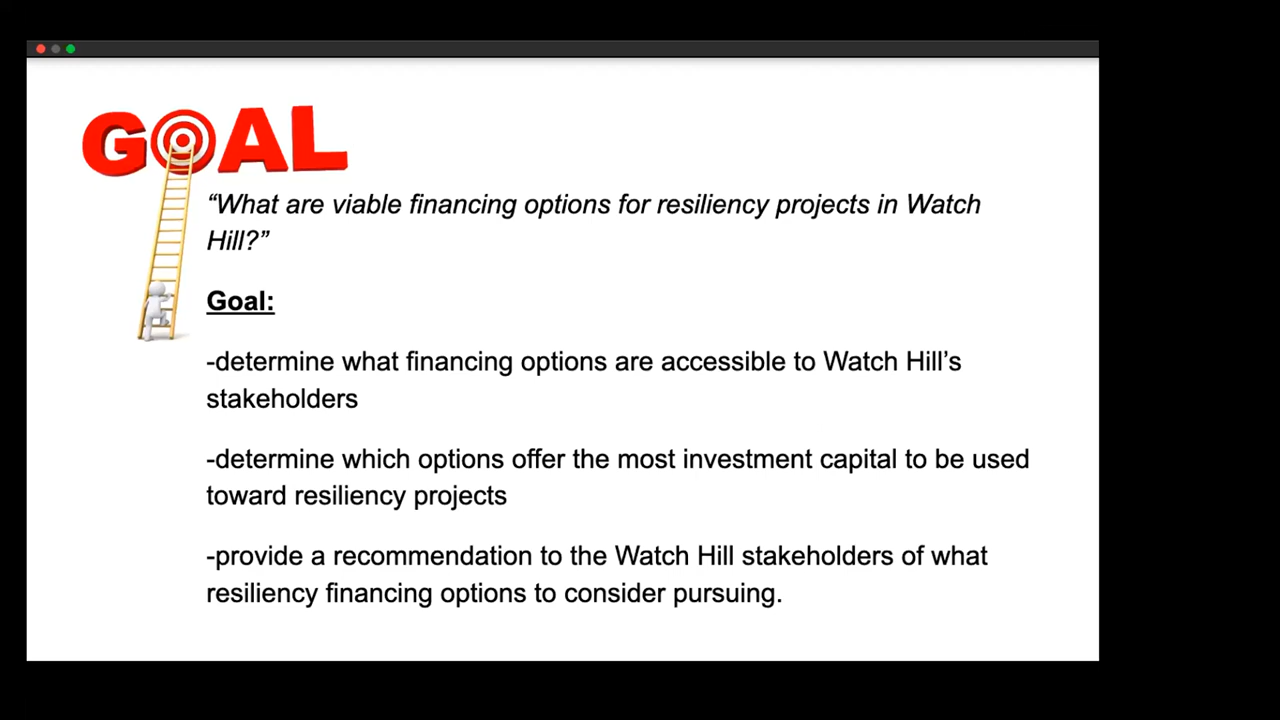 GOAL
“What are viable financing options for resiliency projects in Watch
Hill?”
Goal:
-determine what financing options are accessible to Watch Hill’s
stakeholders
-determine which options offer the most investment capital to be used
toward resiliency projects
-provide a recommendation to the Watch Hill stakeholders of what
resiliency financing options to consider pursuing.